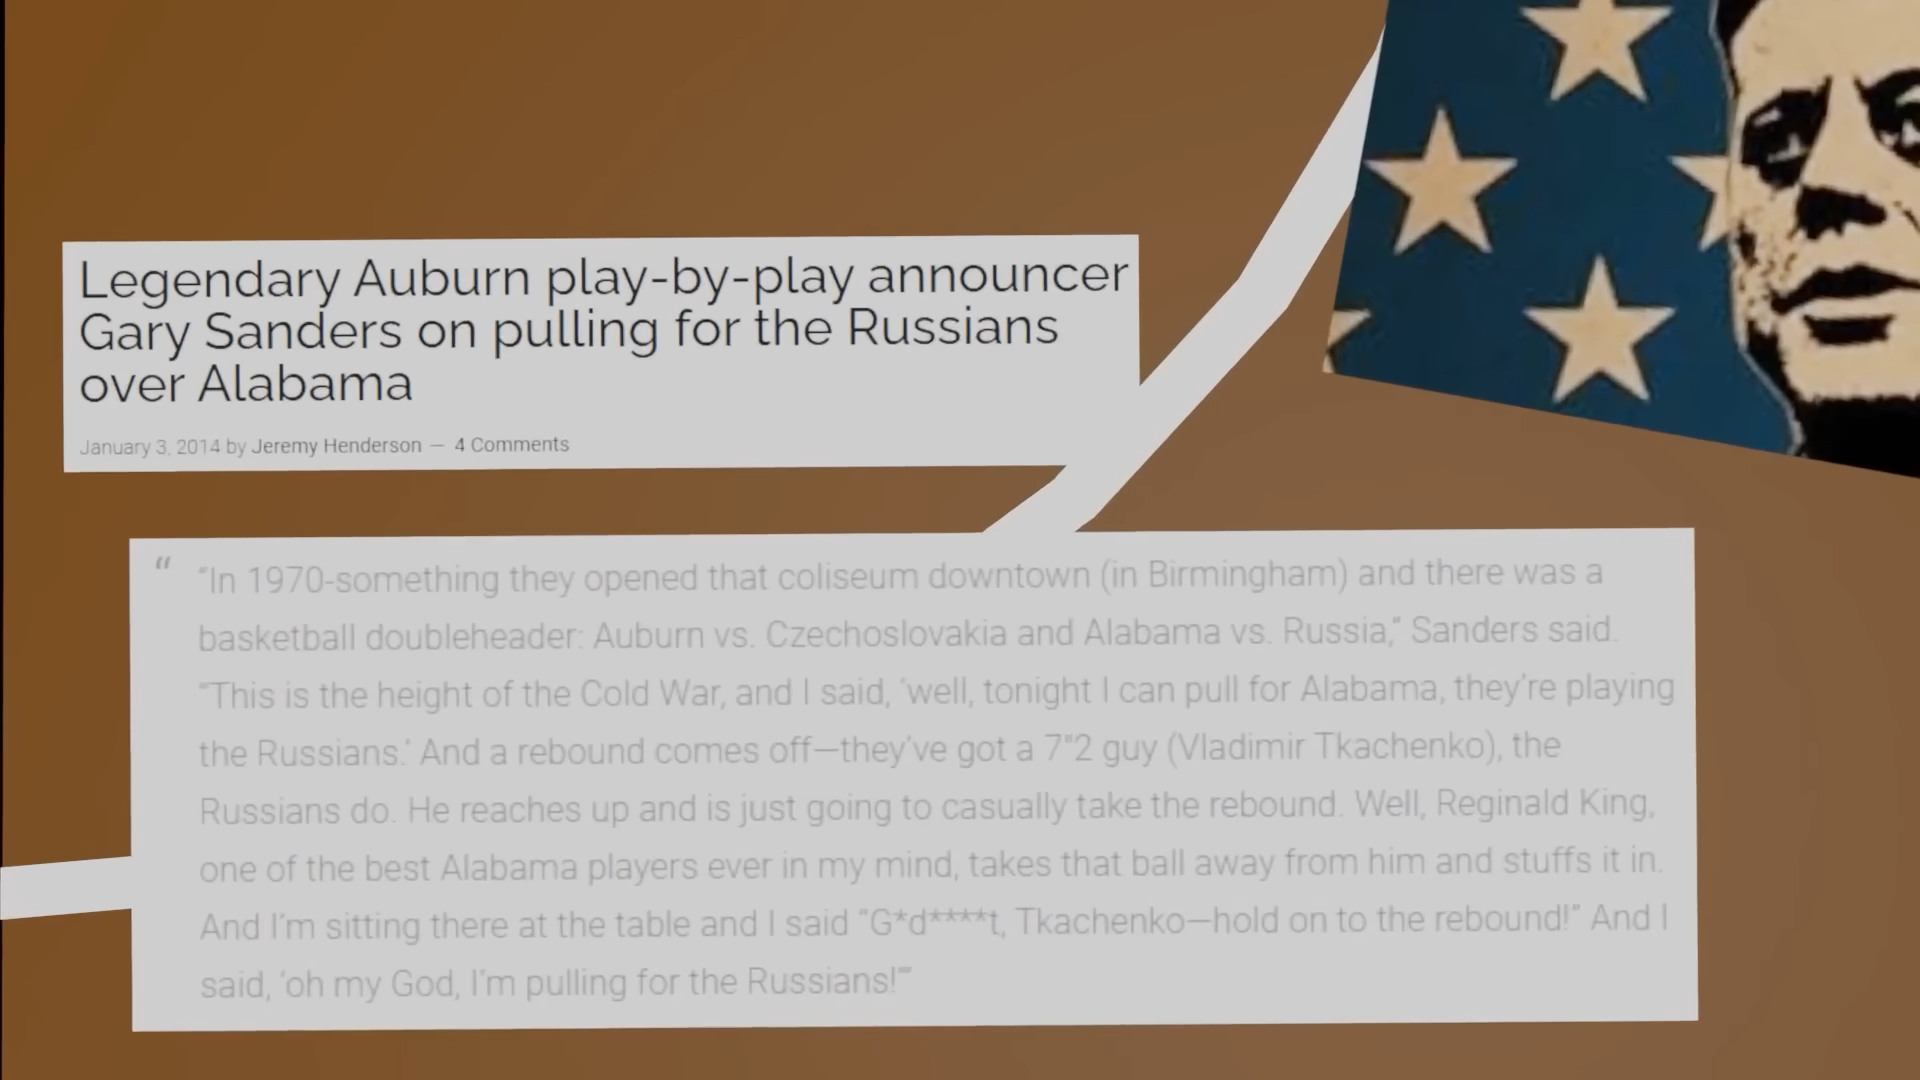 Legendary Auburn play-by-play announcer
Gary Sanders on pulling for the Russians
over Alabama
January 3, 2014 by Jeremy Henderson — 4 Comments
“
“In 1970-something they opened that coliseum downtown (in Birmingham) and there was a
basketball doubleheader: Auburn vs. Czechoslovakia and Alabama vs. Russia,” Sanders said.
“This is the height of the Cold War, and I said, ‘well, tonight I can pull for Alabama, they’re playing
the Russians.’ And a rebound comes off—they’ve got a 7"2 guy (Vladimir Tkachenko), the
Russians do. He reaches up and is just going to casually take the rebound. Well, Reginald King,
one of the best Alabama players ever in my mind, takes that ball away from him and stuffs it in.
And I’m sitting there at the table and I said “G*d****t, Tkachenko—hold on to the rebound!” And I
said, ‘oh my God, I’m pulling for the Russians!’”